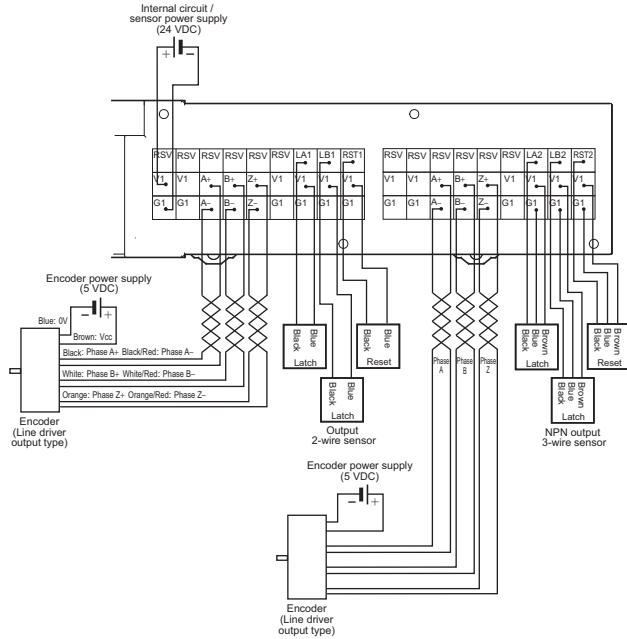 Internal circuit /
sensor power supply
(24 VDC)
+ −
RSV RSV RSV RSV RSV RSV LA1 LB1 RST1
V1 V1 A+ B+ Z+ V1 V1 V1 V1
G1 G1 A− B− Z− G1 G1 G1 G1
RSV RSV RSV RSV RSV RSV LA2 LB2 RST2
V1 V1 A+ B+ Z+ V1 V1 V1 V1
G1 G1 A− B− Z− G1 G1 G1 G1
Encoder power supply
(5 VDC)
− +
Blue: 0V
Brown: Vcc
Black: Phase A+ Black/Red: Phase A−
White: Phase B+ White/Red: Phase B−
Orange: Phase Z+ Orange/Red: Phase Z−
Encoder
(Line driver
output type)
Black
Blue
Latch
Black
Blue
Latch
Output
2-wire sensor
Black
Blue
Reset
Phase
A
Phase
B
Phase
Z
Black
Blue
Brown
Latch
Black
Blue
Brown
Latch
NPN output
3-wire sensor
Black
Blue
Brown
Reset
Encoder power supply
(5 VDC)
− +
Encoder
(Line driver
output type)